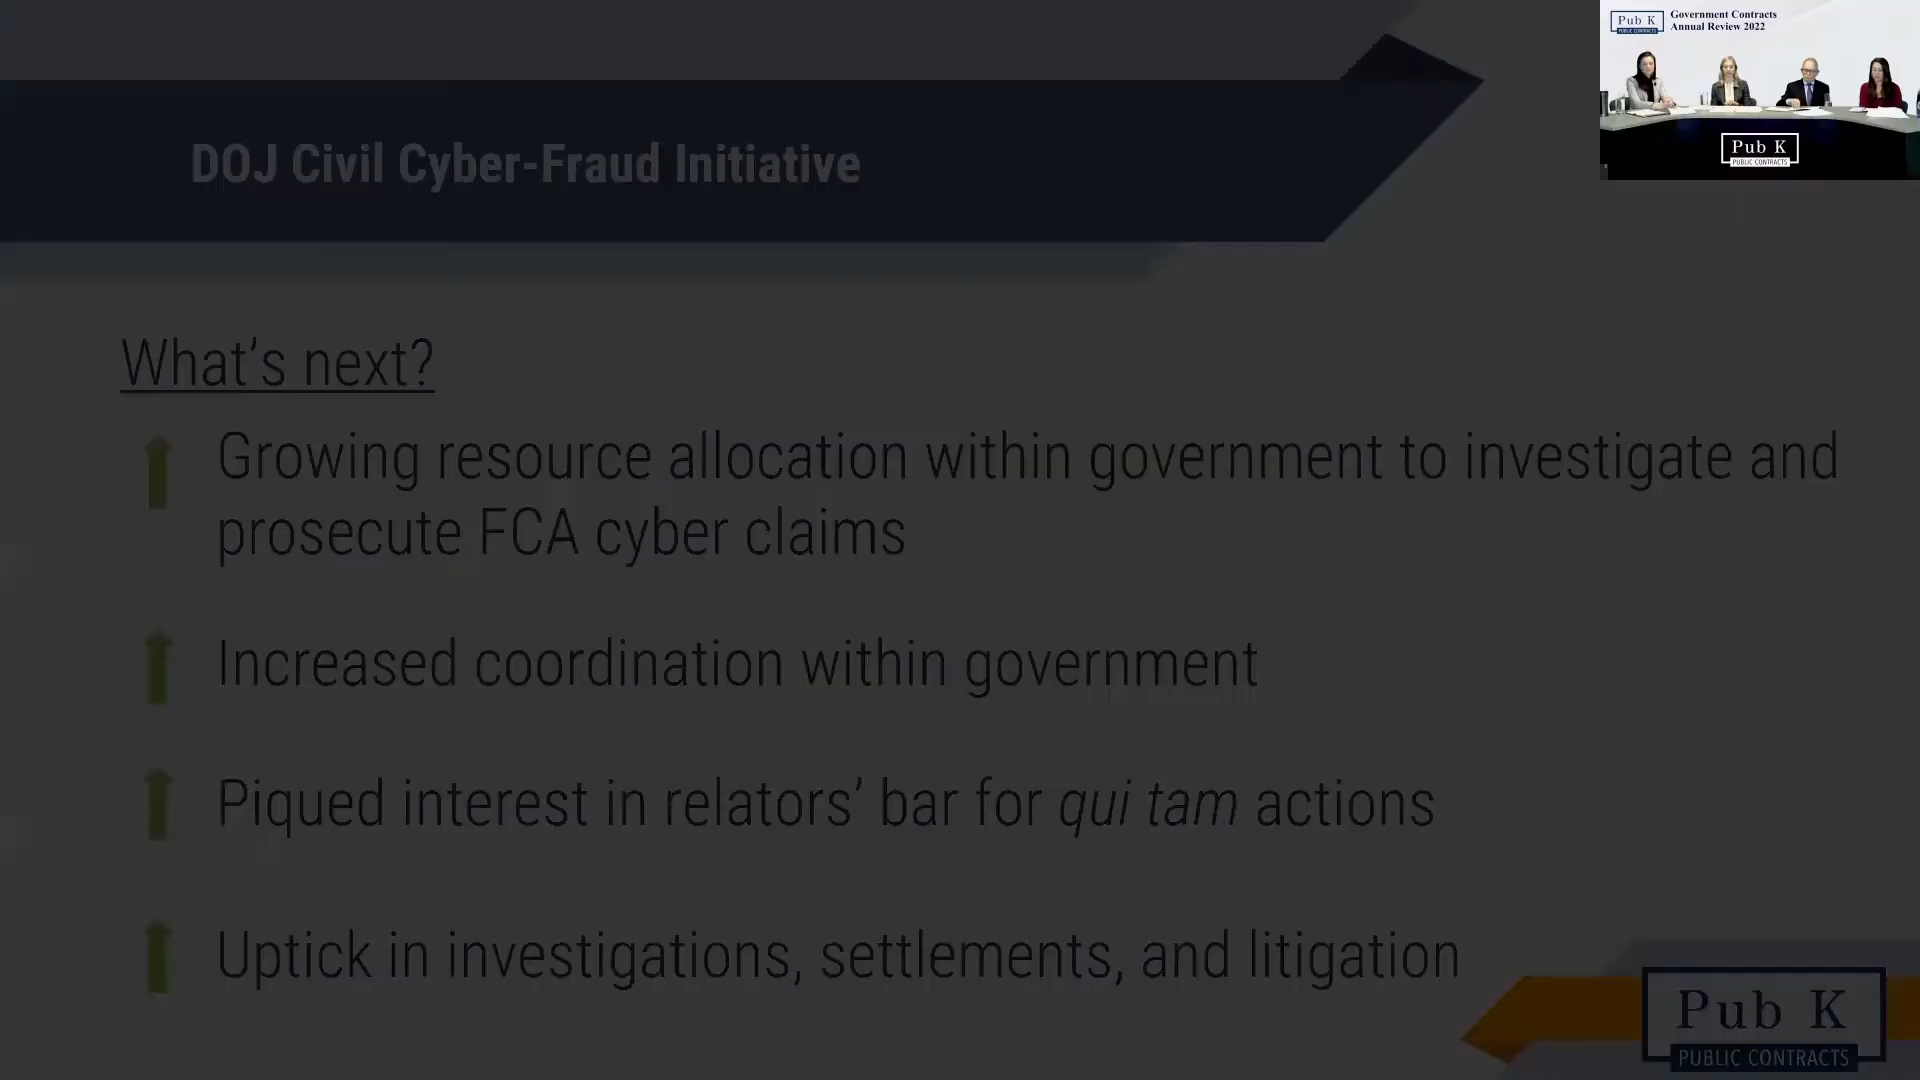 Pub K
PUBLIC CONTRACTS
Government Contracts
Annual Review 2022
Pub K
PUBLIC CONTRACTS
DOJ Civil Cyber-Fraud Initiative
What’s next?
Growing resource allocation within government to investigate and
prosecute FCA cyber claims
Increased coordination within government
Piqued interest in relators’ bar for qui tam actions
Uptick in investigations, settlements, and litigation
Pub K
PUBLIC CONTRACTS